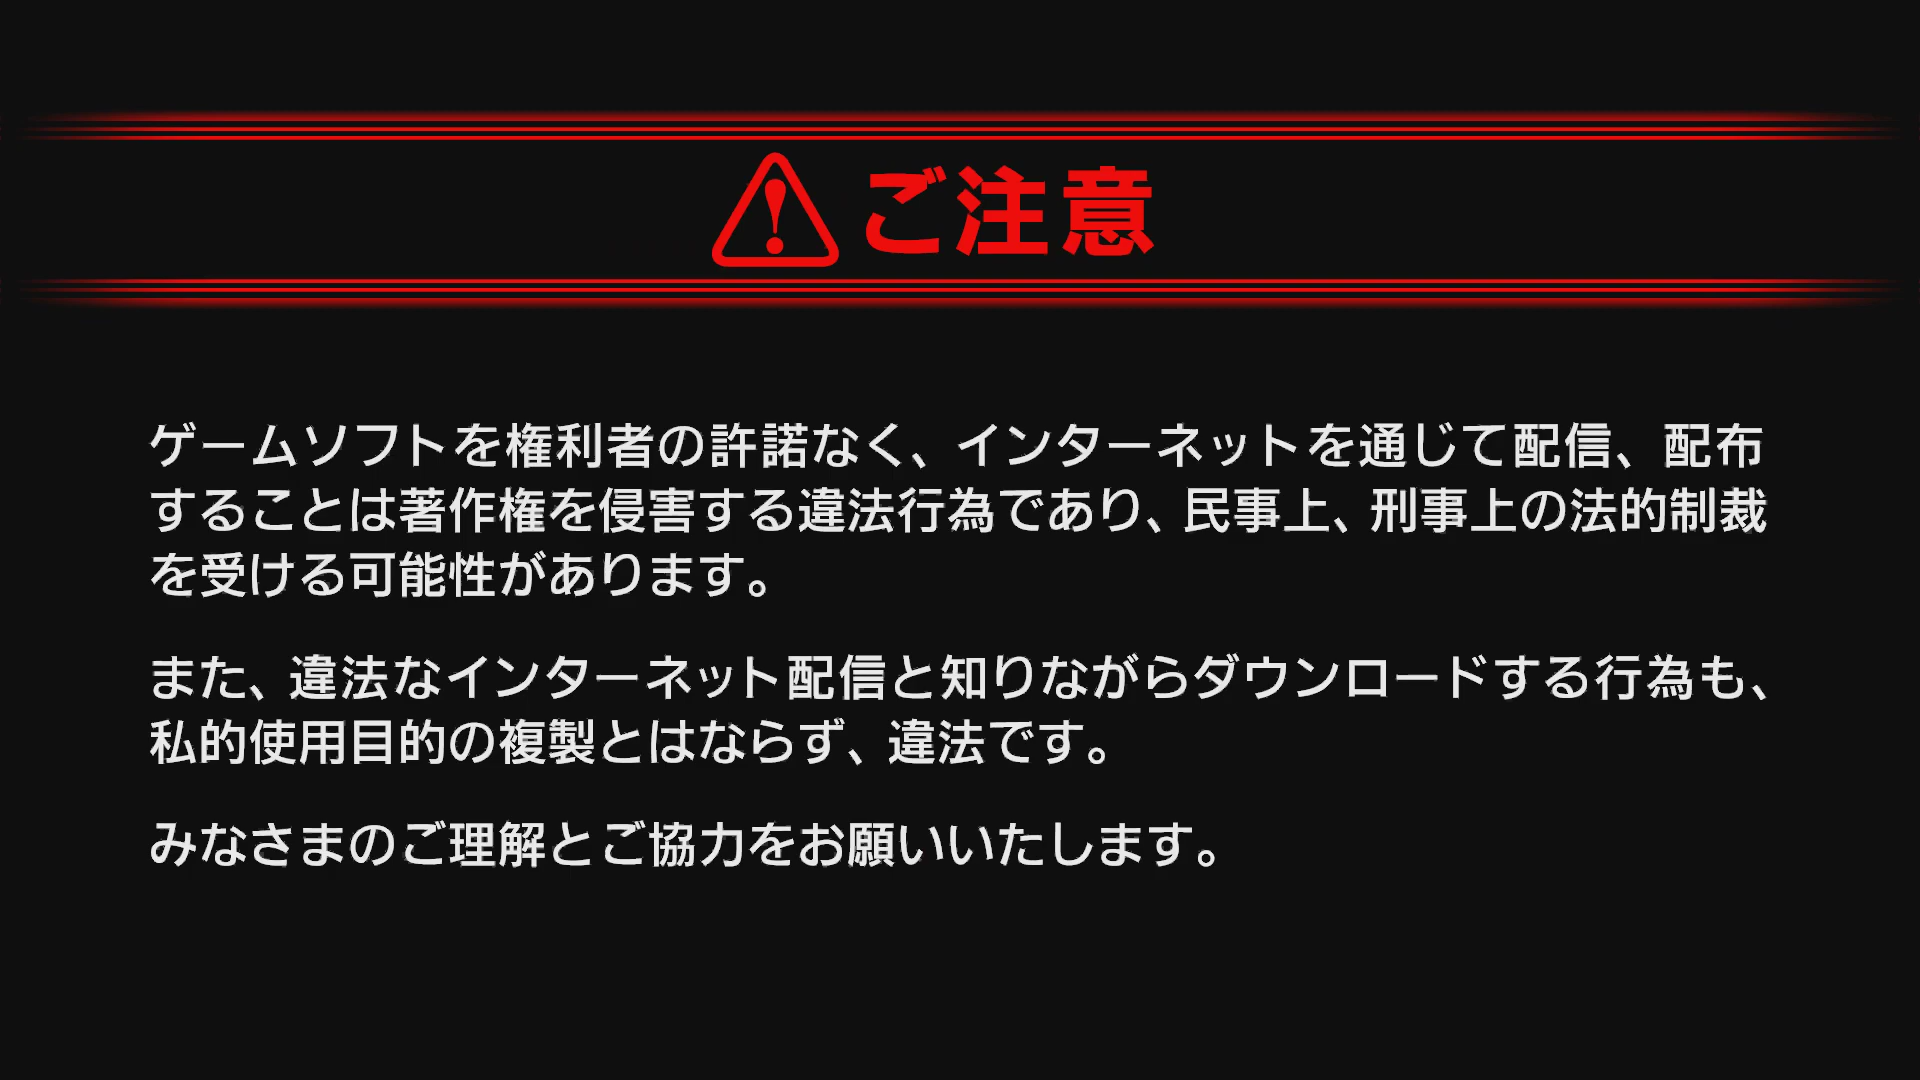 ご注意
ゲームソフトを権利者の許諾なく、インターネットを通じて配信、配布
することは著作権を侵害する違法行為であり、民事上、刑事上の法的制裁
を受ける可能性があります。
また、違法なインターネット配信と知りながらダウンロードする行為も、
私的使用目的の複製とはならず、違法です。
みなさまのご理解とご協力をお願いいたします。